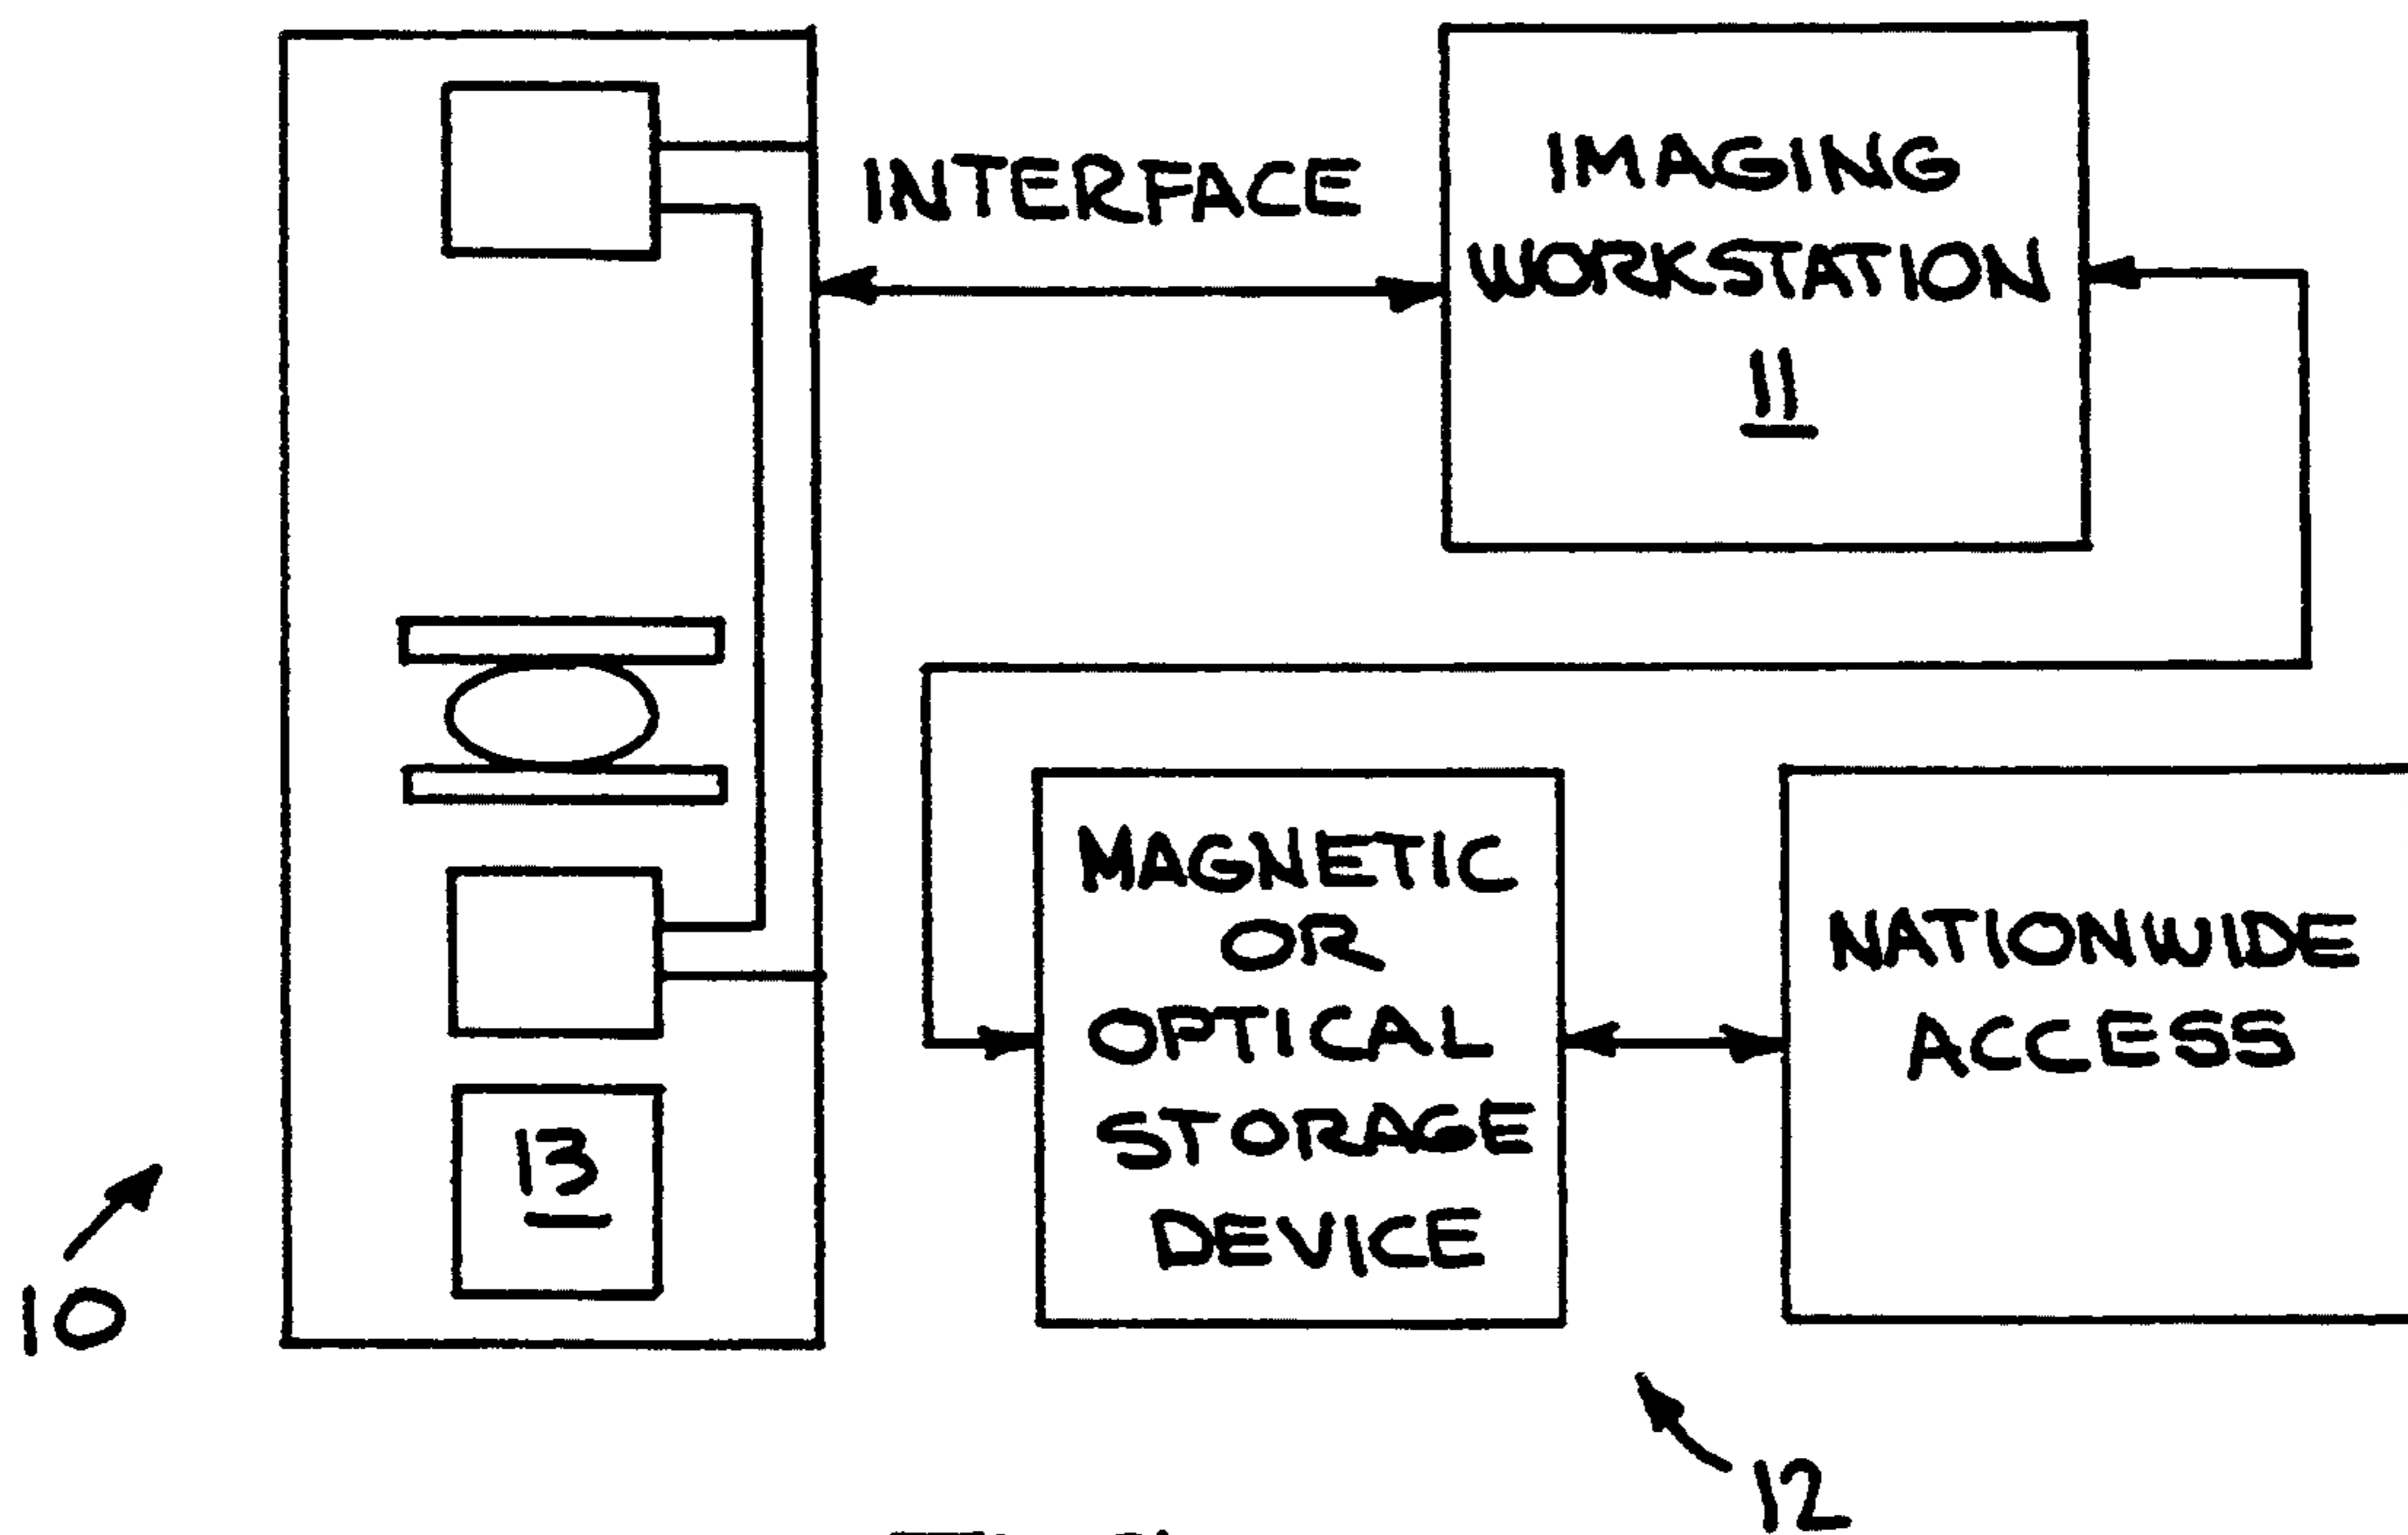 INTERFACE
IMAGING
WORKSTATION
11
MAGNETIC
OR
OPTICAL
STORAGE
DEVICE
NATIONWIDE
ACCESS
13
10
12